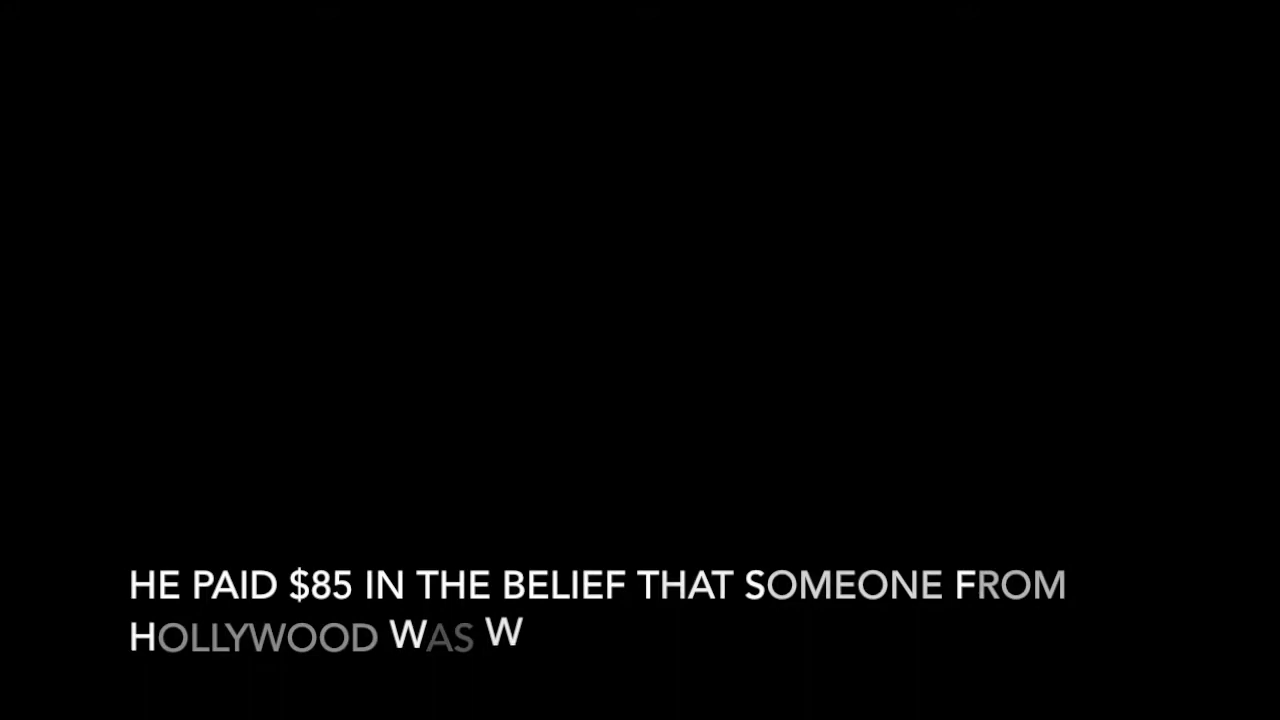 HE PAID $85 IN THE BELIEF THAT SOMEONE FROM
HOLLYWOOD WAS W